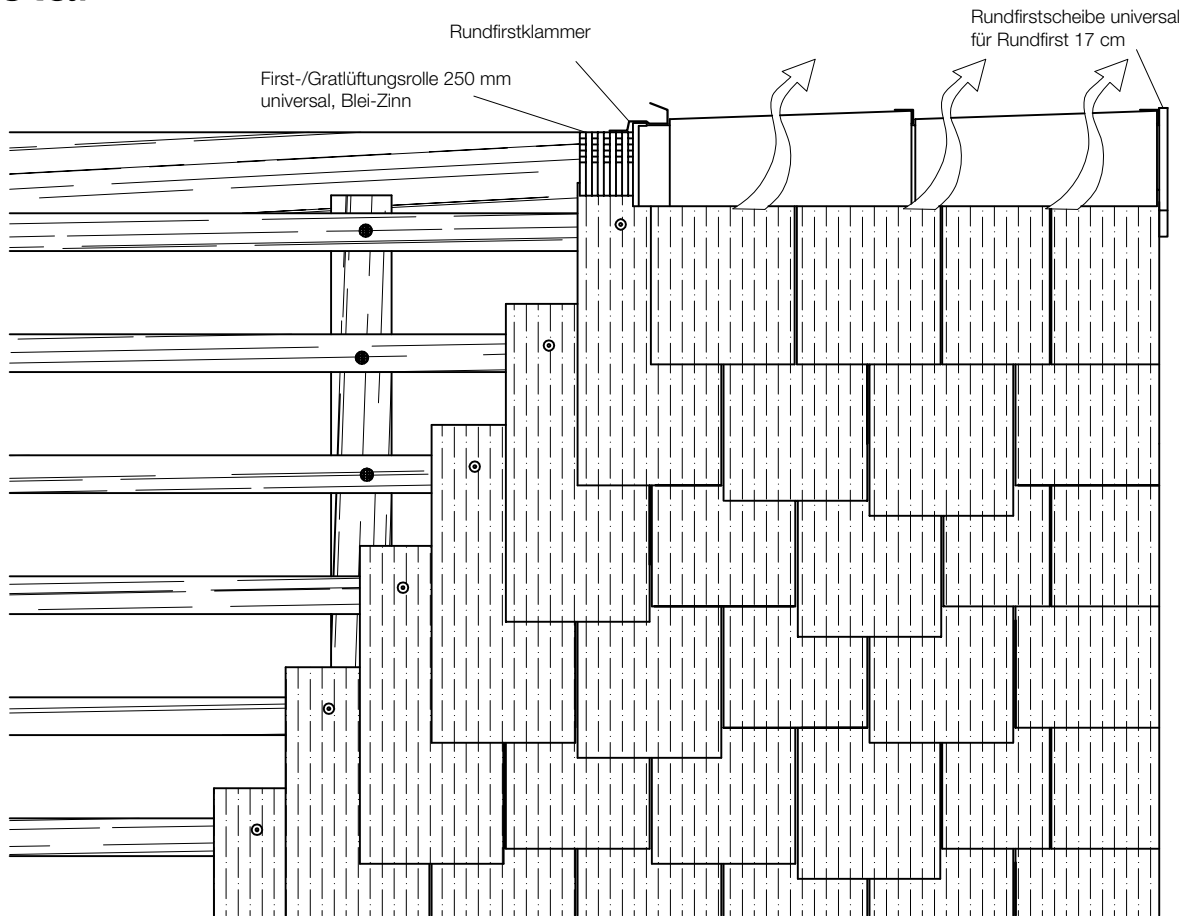 Rundfirstscheibe universal
für Rundfirst 17 cm
Rundfirstklammer
First-/Gratlüftungsrolle 250 mm
universal, Blei-Zinn